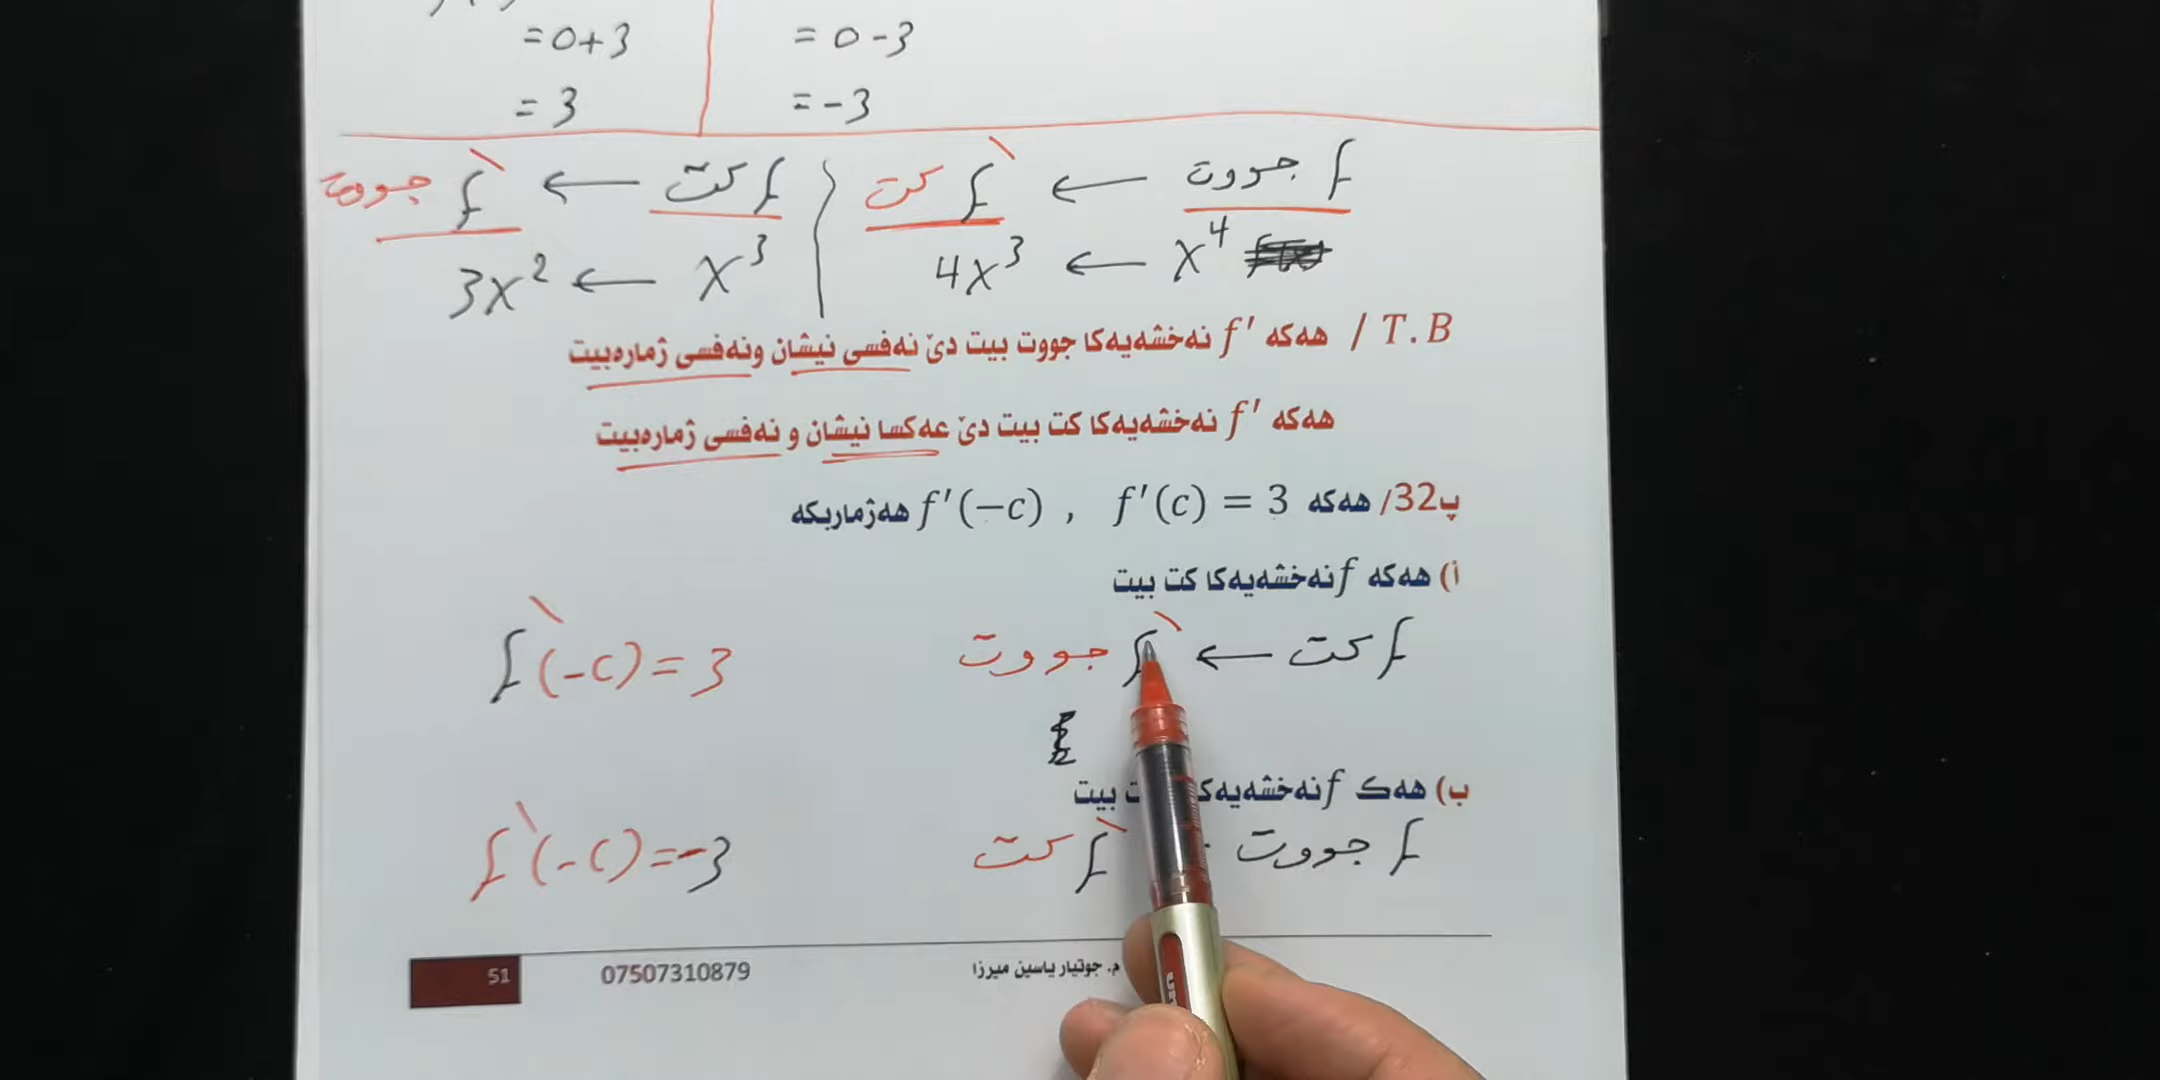 = 0 + 3
= 0 - 3
= 3
= -3
f جووت ← f` کت
f کت ← f` جووت
x⁴ ← 4x³
x³ ← 3x²
T.B / هەکە f′ نەخشەیەکا جووت بیت دێ نەفسی نیشان ونەفسی ژمارەبیت
هەکە f′ نەخشەیەکا کت بیت دێ عەکسا نیشان و نەفسی ژمارەبیت
پ32/ هەکە f′(c) = 3 , f′(−c) هەژماربکە
أ) هەکە f نەخشەیەکا کت بیت
f کت ← f` جووت
f`(-c) = 3
ب) هەک f نەخشەیەک بیت
f جووت f` کت
f`(-c) = -3
م. جوتیار یاسین میرزا
07507310879
51